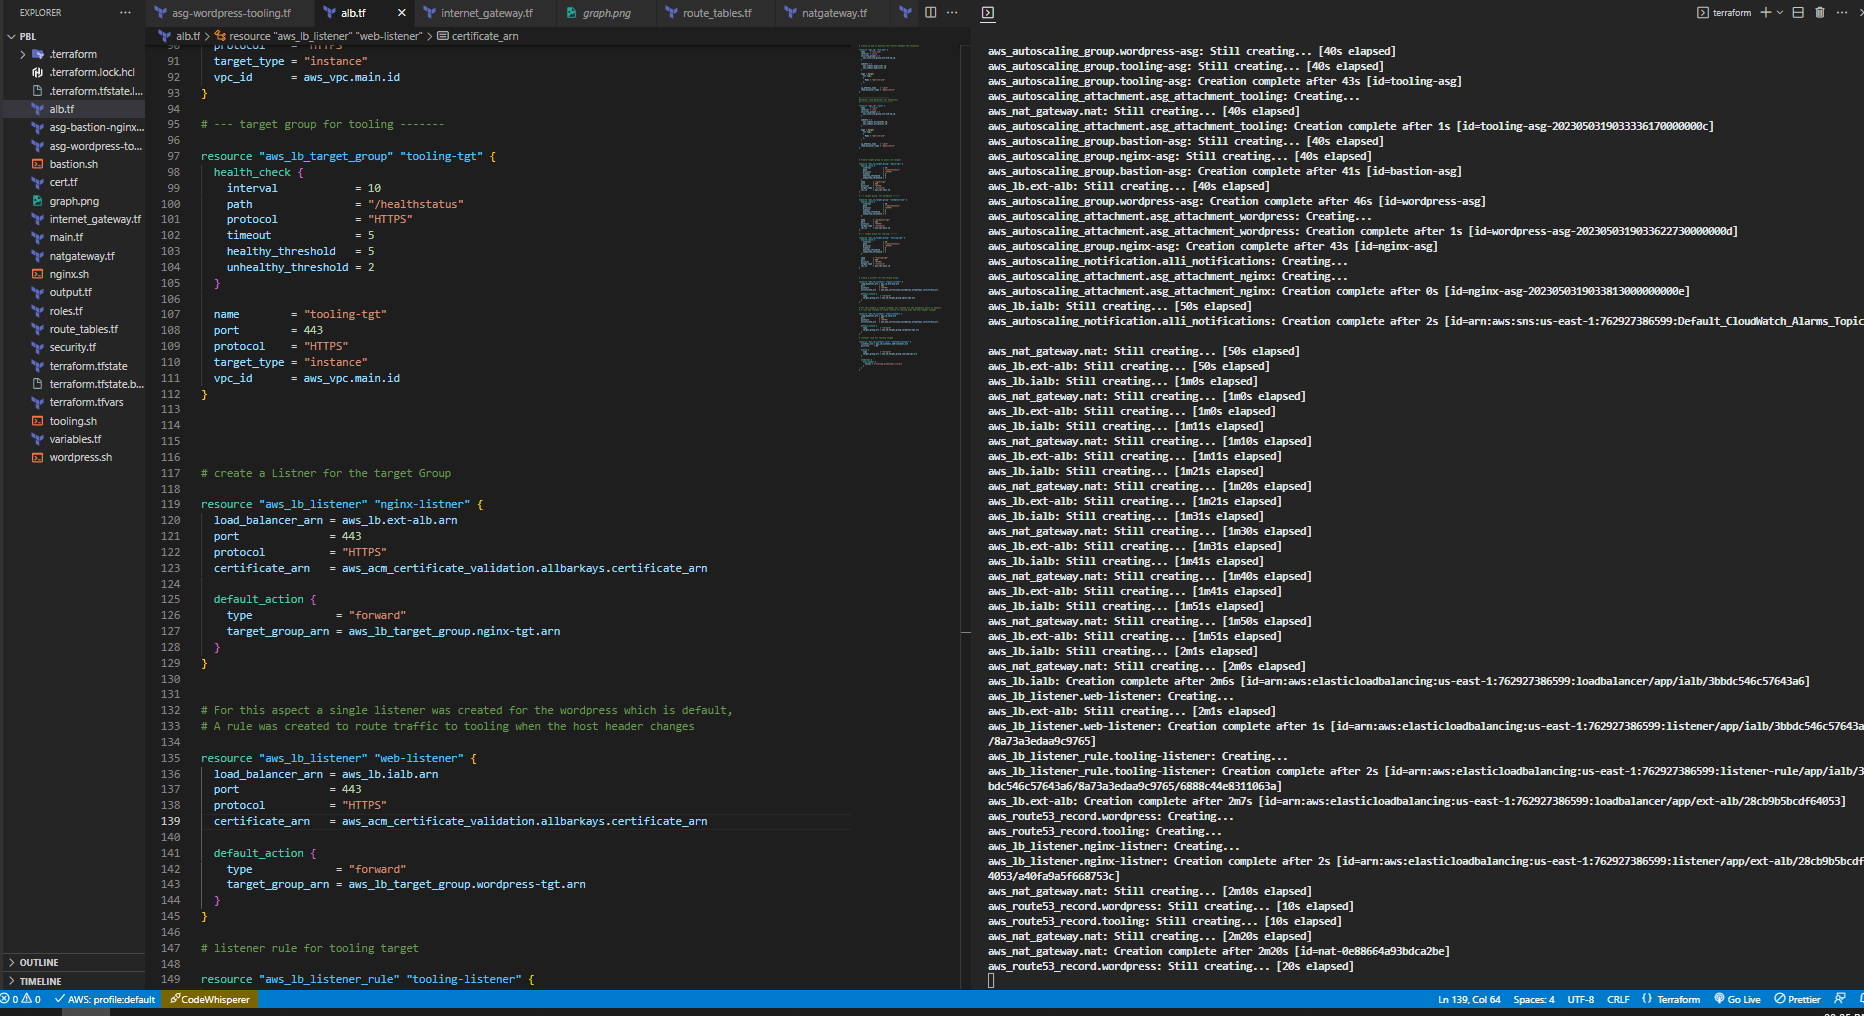 EXPLORER ···
PBL
.terraform
.terraform.lock.hcl
.terraform.tfstate.l...
alb.tf
asg-bastion-nginx...
asg-wordpress-to...
bastion.sh
cert.tf
graph.png
internet_gateway.tf
main.tf
natgateway.tf
nginx.sh
output.tf
roles.tf
route_tables.tf
security.tf
terraform.tfstate
terraform.tfstate.b...
terraform.tfvars
tooling.sh
variables.tf
wordpress.sh
OUTLINE
TIMELINE
asg-wordpress-tooling.tf alb.tf internet_gateway.tf graph.png route_tables.tf natgateway.tf
alb.tf > resource "aws_lb_listener" "web-listener" > certificate_arn
90 protocol = "HTTPS"
91 target_type = "instance"
92 vpc_id = aws_vpc.main.id
93 }
94
95 # --- target group for tooling -------
96
97 resource "aws_lb_target_group" "tooling-tgt" {
98 health_check {
99 interval = 10
100 path = "/healthstatus"
101 protocol = "HTTPS"
102 timeout = 5
103 healthy_threshold = 5
104 unhealthy_threshold = 2
105 }
106
107 name = "tooling-tgt"
108 port = 443
109 protocol = "HTTPS"
110 target_type = "instance"
111 vpc_id = aws_vpc.main.id
112 }
113
114
115
116
117 # create a Listner for the target Group
118
119 resource "aws_lb_listener" "nginx-listner" {
120 load_balancer_arn = aws_lb.ext-alb.arn
121 port = 443
122 protocol = "HTTPS"
123 certificate_arn = aws_acm_certificate_validation.allbarkays.certificate_arn
124
125 default_action {
126 type = "forward"
127 target_group_arn = aws_lb_target_group.nginx-tgt.arn
128 }
129 }
130
131
132 # For this aspect a single listener was created for the wordpress which is default,
133 # A rule was created to route traffic to tooling when the host header changes
134
135 resource "aws_lb_listener" "web-listener" {
136 load_balancer_arn = aws_lb.ialb.arn
137 port = 443
138 protocol = "HTTPS"
139 certificate_arn = aws_acm_certificate_validation.allbarkays.certificate_arn
140
141 default_action {
142 type = "forward"
143 target_group_arn = aws_lb_target_group.wordpress-tgt.arn
144 }
145 }
146
147 # listener rule for tooling target
148
149 resource "aws_lb_listener_rule" "tooling-listener" {
terraform
aws_autoscaling_group.wordpress-asg: Still creating... [40s elapsed]
aws_autoscaling_group.tooling-asg: Still creating... [40s elapsed]
aws_autoscaling_group.tooling-asg: Creation complete after 43s [id=tooling-asg]
aws_autoscaling_attachment.asg_attachment_tooling: Creating...
aws_nat_gateway.nat: Still creating... [40s elapsed]
aws_autoscaling_attachment.asg_attachment_tooling: Creation complete after 1s [id=tooling-asg-20230503190333617000000​00c]
aws_autoscaling_group.bastion-asg: Still creating... [40s elapsed]
aws_autoscaling_group.nginx-asg: Still creating... [40s elapsed]
aws_autoscaling_group.bastion-asg: Creation complete after 41s [id=bastion-asg]
aws_lb.ext-alb: Still creating... [40s elapsed]
aws_autoscaling_group.wordpress-asg: Creation complete after 46s [id=wordpress-asg]
aws_autoscaling_attachment.asg_attachment_wordpress: Creating...
aws_autoscaling_attachment.asg_attachment_wordpress: Creation complete after 1s [id=wordpress-asg-2023050319033622730000000d]
aws_autoscaling_group.nginx-asg: Creation complete after 43s [id=nginx-asg]
aws_autoscaling_notification.alli_notifications: Creating...
aws_autoscaling_attachment.asg_attachment_nginx: Creating...
aws_autoscaling_attachment.asg_attachment_nginx: Creation complete after 0s [id=nginx-asg-2023050319033813000000000e]
aws_lb.ialb: Still creating... [50s elapsed]
aws_autoscaling_notification.alli_notifications: Creation complete after 2s [id=arn:aws:sns:us-east-1:762927386599:Default_CloudWatch_Alarms_Topic
aws_nat_gateway.nat: Still creating... [50s elapsed]
aws_lb.ext-alb: Still creating... [50s elapsed]
aws_lb.ialb: Still creating... [1m0s elapsed]
aws_nat_gateway.nat: Still creating... [1m0s elapsed]
aws_lb.ext-alb: Still creating... [1m0s elapsed]
aws_lb.ialb: Still creating... [1m11s elapsed]
aws_nat_gateway.nat: Still creating... [1m10s elapsed]
aws_lb.ext-alb: Still creating... [1m11s elapsed]
aws_lb.ialb: Still creating... [1m21s elapsed]
aws_nat_gateway.nat: Still creating... [1m20s elapsed]
aws_lb.ext-alb: Still creating... [1m21s elapsed]
aws_lb.ialb: Still creating... [1m31s elapsed]
aws_nat_gateway.nat: Still creating... [1m30s elapsed]
aws_lb.ext-alb: Still creating... [1m31s elapsed]
aws_lb.ialb: Still creating... [1m41s elapsed]
aws_nat_gateway.nat: Still creating... [1m40s elapsed]
aws_lb.ext-alb: Still creating... [1m41s elapsed]
aws_lb.ialb: Still creating... [1m51s elapsed]
aws_nat_gateway.nat: Still creating... [1m50s elapsed]
aws_lb.ext-alb: Still creating... [1m51s elapsed]
aws_lb.ialb: Still creating... [2m1s elapsed]
aws_nat_gateway.nat: Still creating... [2m0s elapsed]
aws_lb.ialb: Creation complete after 2m6s [id=arn:aws:elasticloadbalancing:us-east-1:762927386599:loadbalancer/app/ialb/3bbdc546c57643a6]
aws_lb_listener.web-listener: Creating...
aws_lb.ext-alb: Still creating... [2m1s elapsed]
aws_lb_listener.web-listener: Creation complete after 1s [id=arn:aws:elasticloadbalancing:us-east-1:762927386599:listener/app/ialb/3bbdc546c57643a
/8a73a3edaa9c9765]
aws_lb_listener_rule.tooling-listener: Creating...
aws_lb_listener_rule.tooling-listener: Creation complete after 2s [id=arn:aws:elasticloadbalancing:us-east-1:762927386599:listener-rule/app/ialb/3
bdc546c57643a6/8a73a3edaa9c9765/6888c44e8311063a]
aws_lb.ext-alb: Creation complete after 2m7s [id=arn:aws:elasticloadbalancing:us-east-1:762927386599:loadbalancer/app/ext-alb/28cb9b5bcdf64053]
aws_route53_record.wordpress: Creating...
aws_route53_record.tooling: Creating...
aws_lb_listener.nginx-listner: Creating...
aws_lb_listener.nginx-listner: Creation complete after 2s [id=arn:aws:elasticloadbalancing:us-east-1:762927386599:listener/app/ext-alb/28cb9b5bcdf
4053/a40fa9a5f668753c]
aws_nat_gateway.nat: Still creating... [2m10s elapsed]
aws_route53_record.wordpress: Still creating... [10s elapsed]
aws_route53_record.tooling: Still creating... [10s elapsed]
aws_nat_gateway.nat: Still creating... [2m20s elapsed]
aws_nat_gateway.nat: Creation complete after 2m20s [id=nat-0e88664a93bdca2be]
aws_route53_record.wordpress: Still creating... [20s elapsed]
0 0 AWS: profile:default CodeWhisperer Ln 139, Col 64 Spaces: 4 UTF-8 CRLF {} Terraform Go Live Prettier